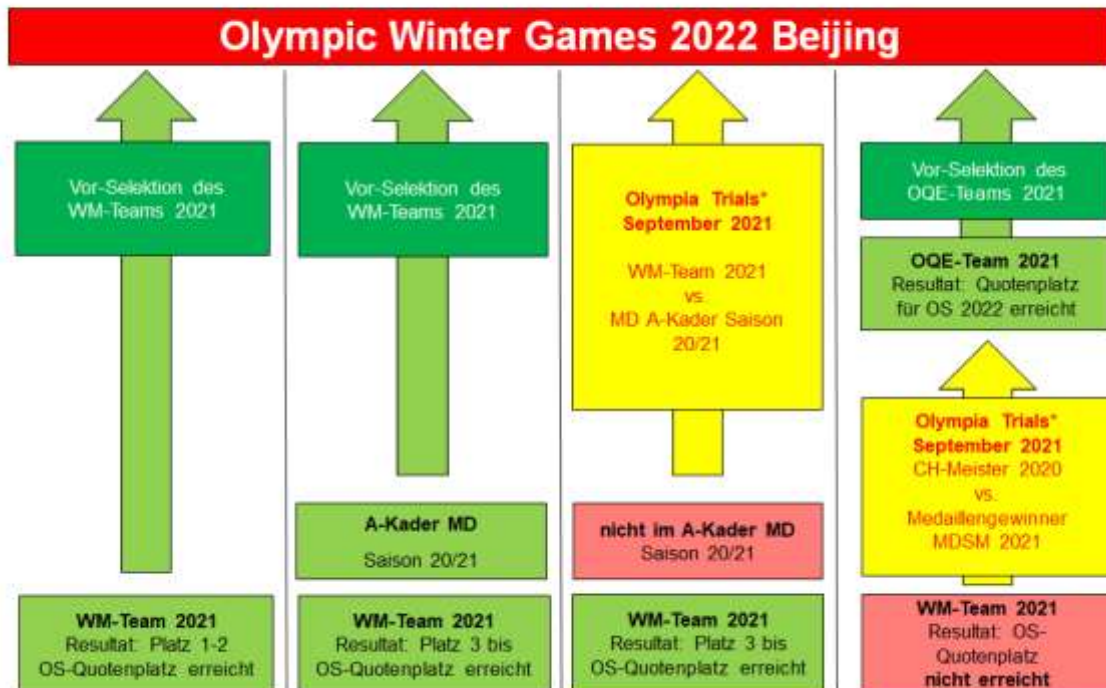 Olympic Winter Games 2022 Beijing
Vor-Selektion des
WM-Teams 2021
WM-Team 2021
Resultat: Platz 1-2
OS-Quotenplatz erreicht
Vor-Selektion des
WM-Teams 2021
A-Kader MD
Saison 20/21
WM-Team 2021
Resultat: Platz 3 bis
OS-Quotenplatz erreicht
Olympia Trials*
September 2021
WM-Team 2021
vs.
MD A-Kader Saison
20/21
nicht im A-Kader MD
Saison 20/21
WM-Team 2021
Resultat: Platz 3 bis
OS-Quotenplatz erreicht
Vor-Selektion des
OQE-Teams 2021
OQE-Team 2021
Resultat: Quotenplatz
für OS 2022 erreicht
Olympia Trials*
September 2021
CH-Meister 2020
vs.
Medaillengewinner
MDSM 2021
WM-Team 2021
Resultat: OS-
Quotenplatz
nicht erreicht